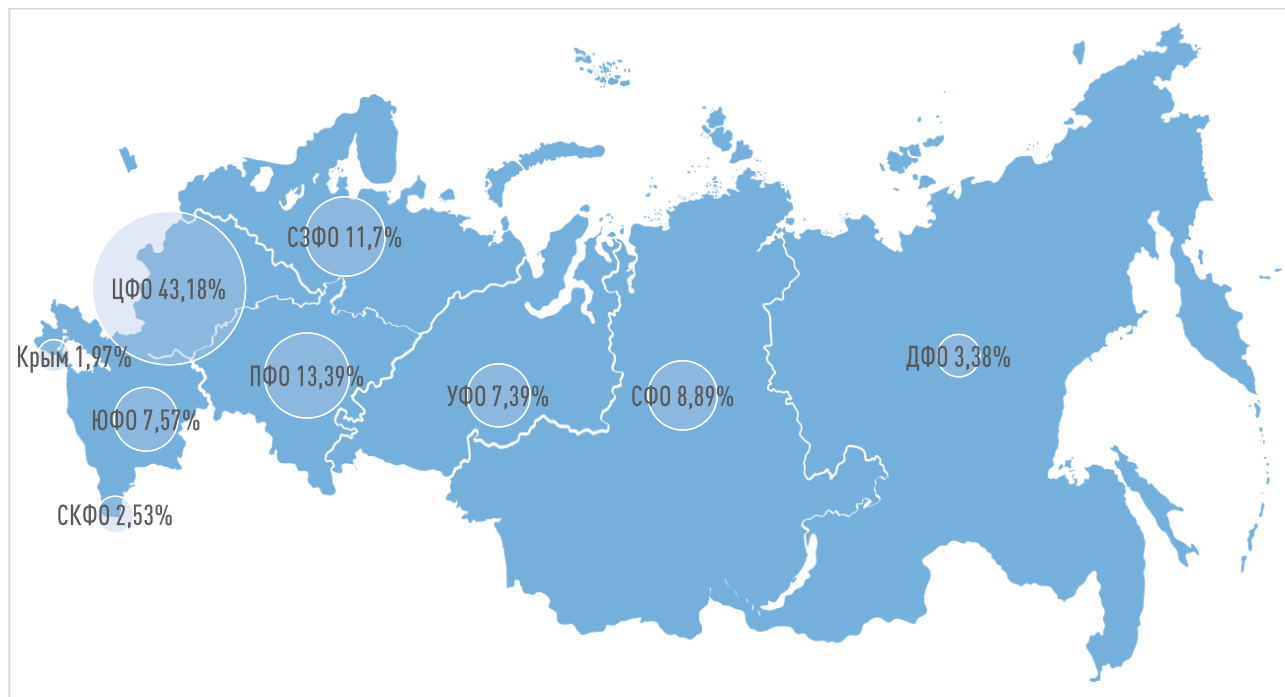 СЗФО 11,7%
ЦФО 43,18%
Крым 1,97%
ПФО 13,39%
ДФО 3,38%
УФО 7,39%
СФО 8,89%
ЮФО 7,57%
СКФО 2,53%